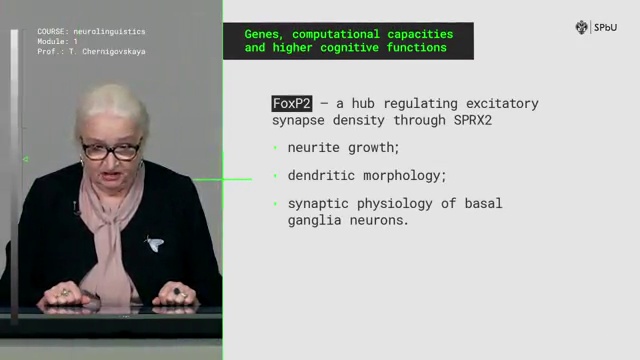 COURSE: neurolinguistics
Module: 1
Prof.: T. Chernigovskaya
Genes, computational capacities
and higher cognitive functions
SPbU
FoxP2 — a hub regulating excitatory
synapse density through SPRX2
neurite growth;
dendritic morphology;
synaptic physiology of basal
ganglia neurons.